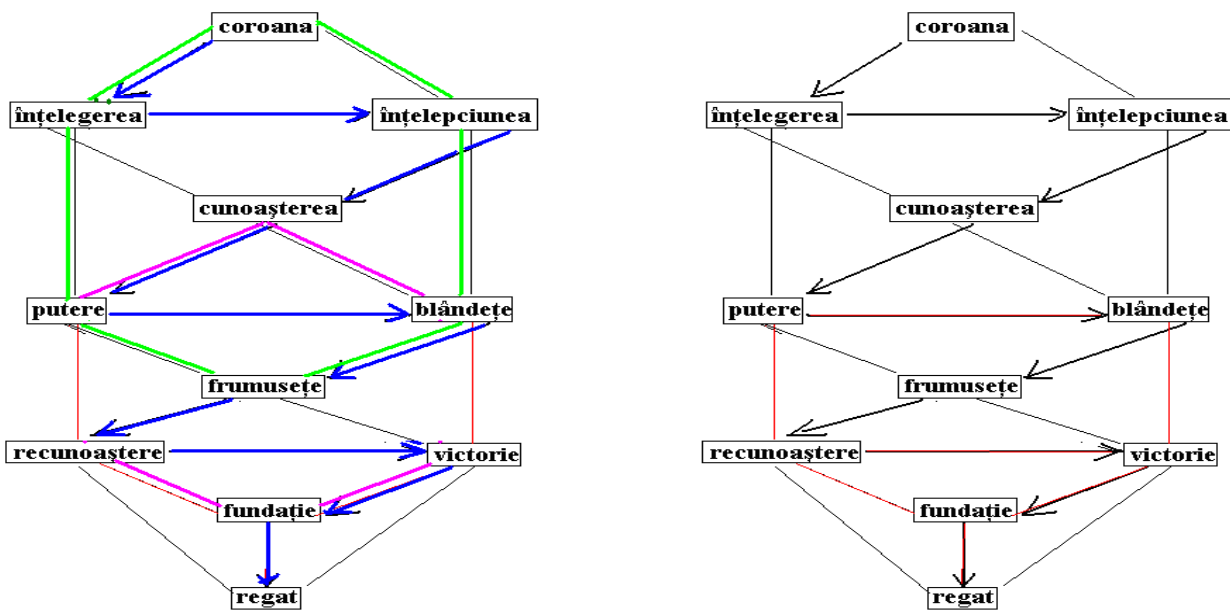 coroana
înțelegerea
înțelepciunea
cunoașterea
putere
blândețe
frumusețe
recunoaștere
victorie
fundație
regat
coroana
înțelegerea
înțelepciunea
cunoașterea
putere
blândețe
frumusețe
recunoaștere
victorie
fundație
regat